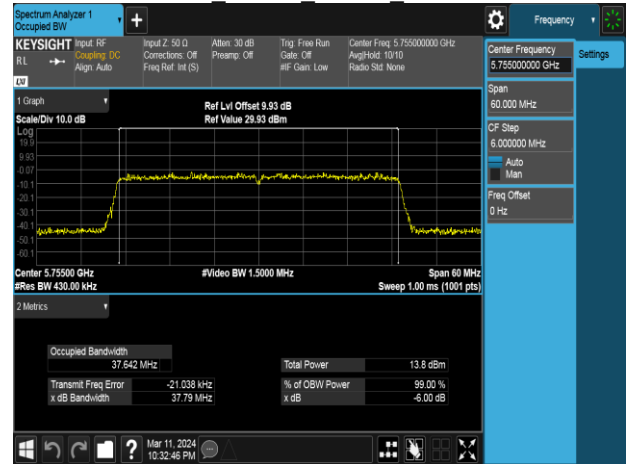 Spectrum Analyzer 1
Occupied BW
Frequency
KEYSIGHT Input: RF
RL
Coupling: DC
Align: Auto
Input Z: 50 Ω
Corrections: Off
Freq Ref: Int (S)
Atten: 30 dB
Preamp: Off
Trig: Free Run
Gate: Off
#IF Gain: Low
Center Freq: 5.755000000 GHz
Avg|Hold: 10/10
Radio Std: None
LXI
Center Frequency
5.755000000 GHz
Settings
Span
60.000 MHz
CF Step
6.000000 MHz
Auto
Man
Freq Offset
0 Hz
1 Graph
Scale/Div 10.0 dB
Ref Lvl Offset 9.93 dB
Ref Value 29.93 dBm
Log
19.9
9.93
-0.07
-10.1
-20.1
-30.1
-40.1
-50.1
-60.1
Center 5.75500 GHz
#Video BW 1.5000 MHz
Span 60 MHz
#Res BW 430.00 kHz
Sweep 1.00 ms (1001 pts)
2 Metrics
Occupied Bandwidth
37.642 MHz
Total Power 13.8 dBm
Transmit Freq Error -21.038 kHz
% of OBW Power 99.00 %
x dB Bandwidth 37.79 MHz
x dB -6.00 dB
Mar 11, 2024
10:32:46 PM